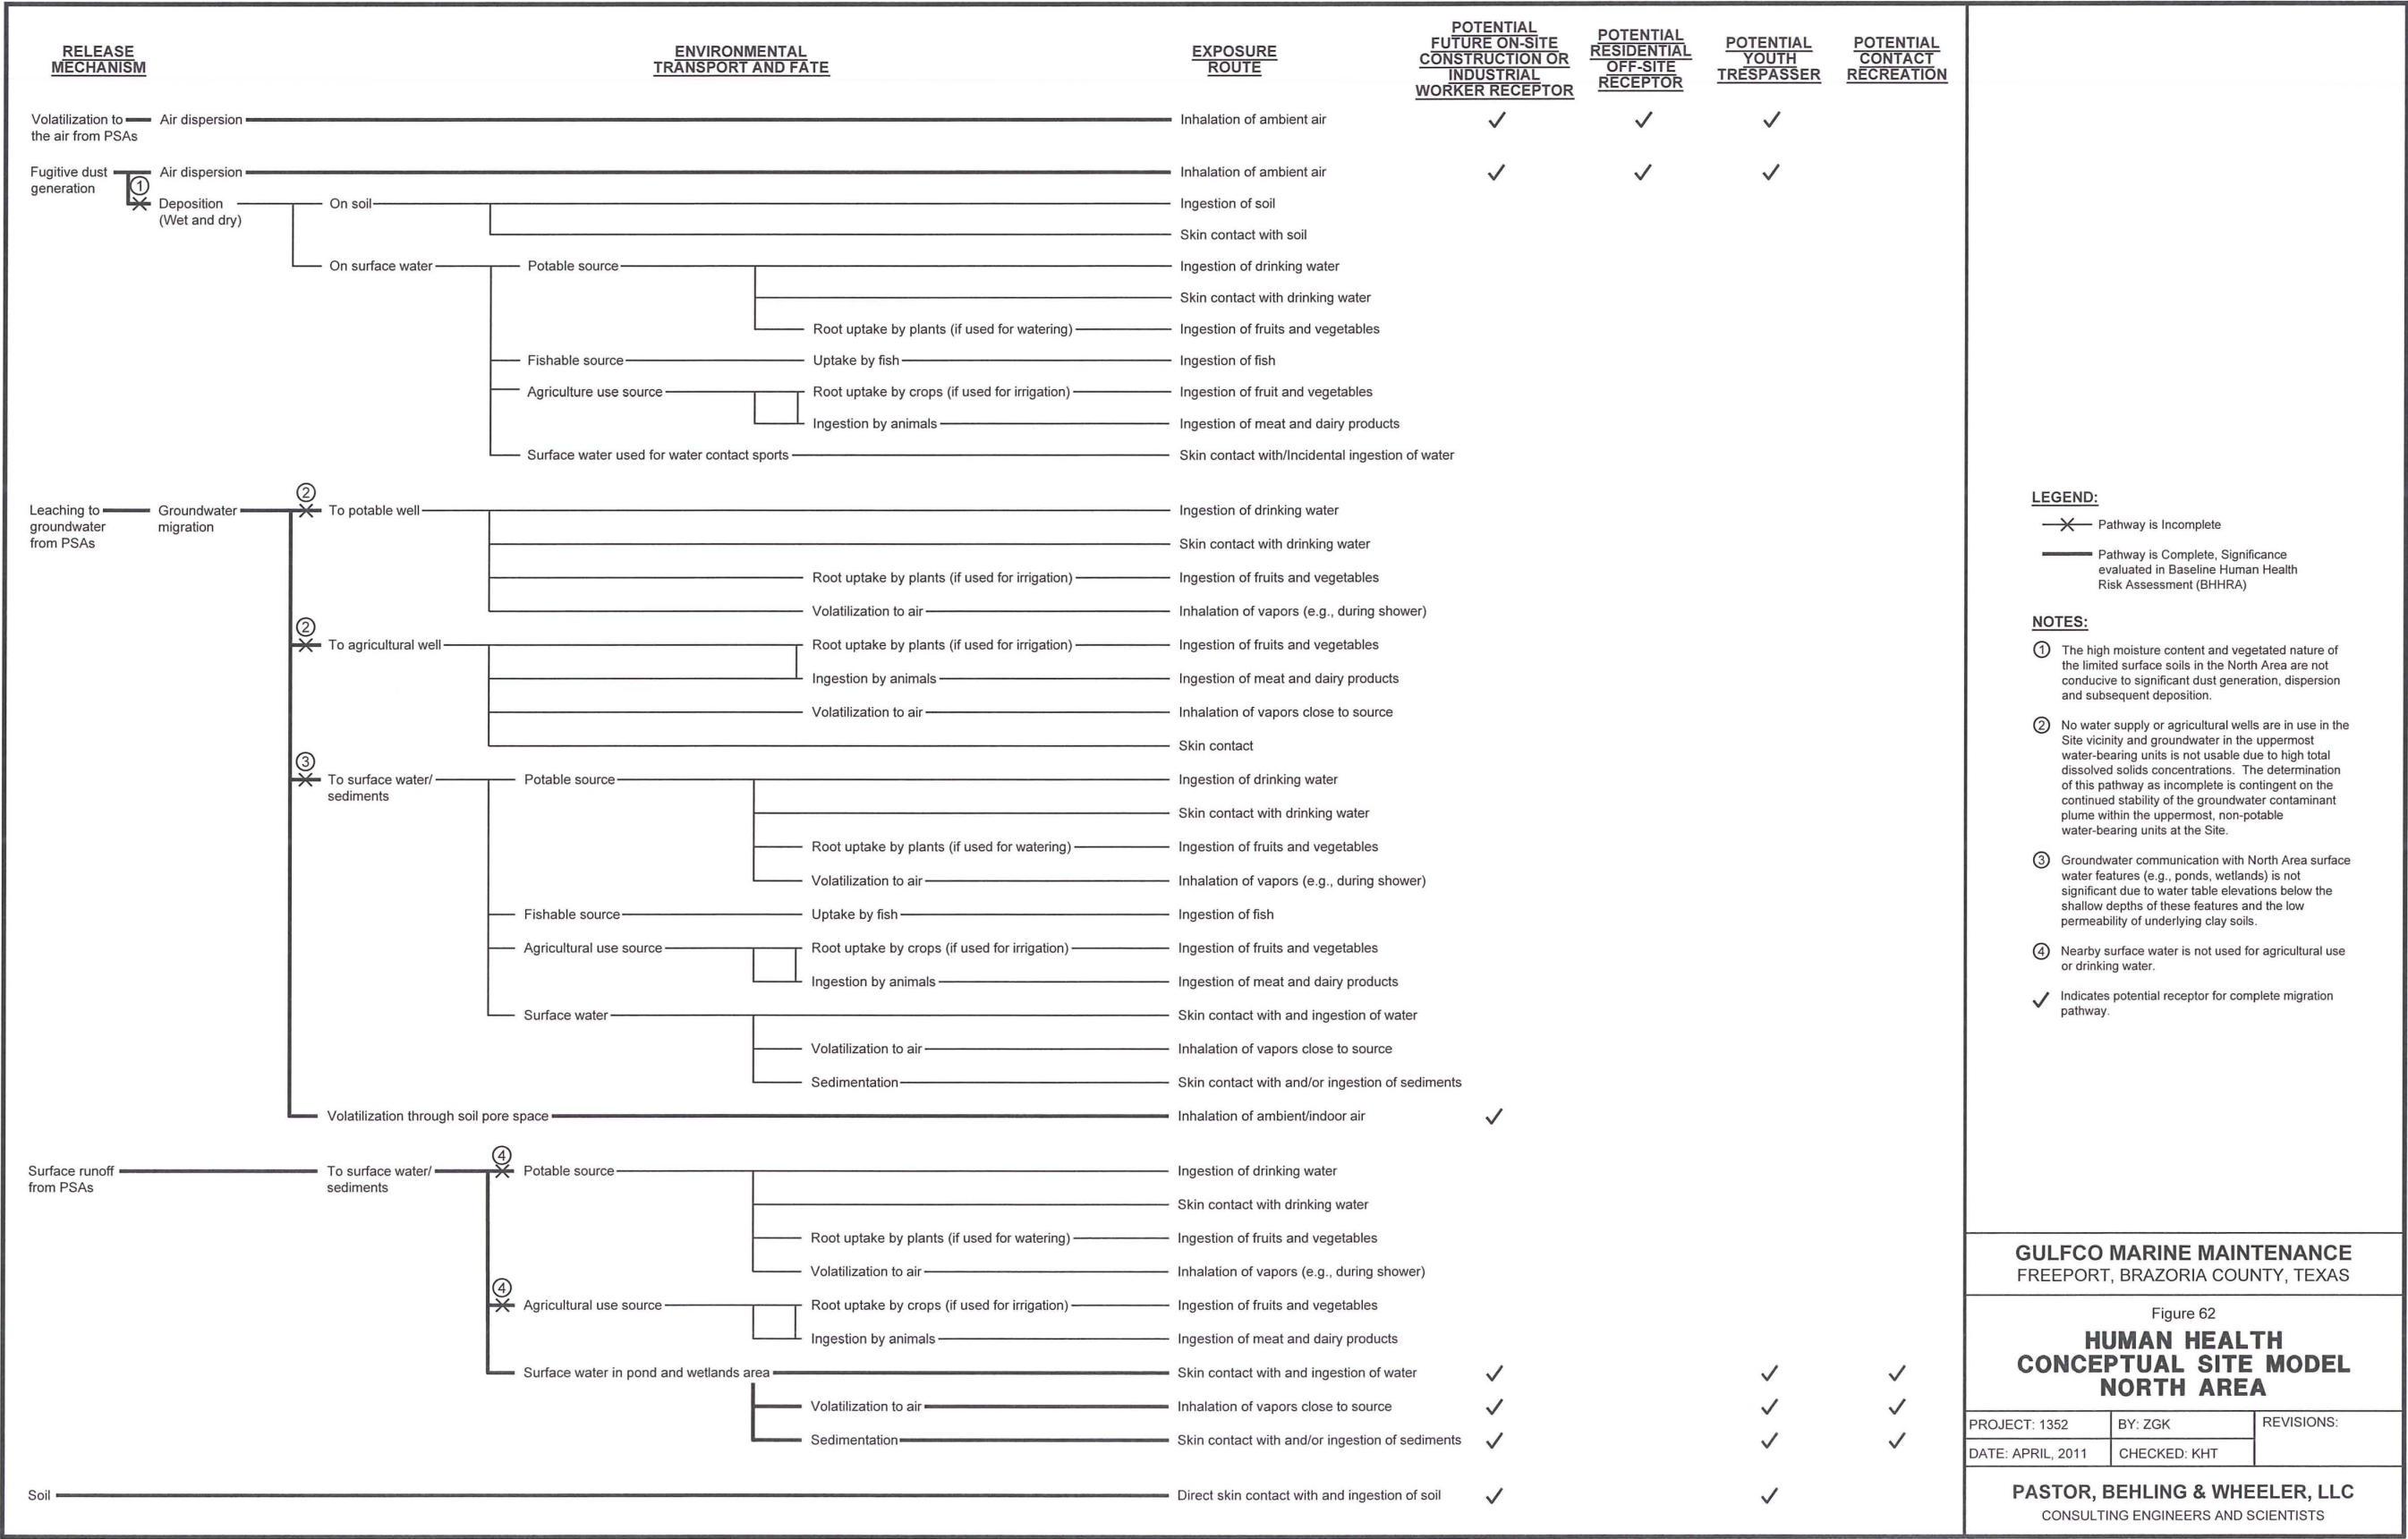 RELEASE
MECHANISM
ENVIRONMENTAL
TRANSPORT AND FATE
EXPOSURE
ROUTE
POTENTIAL
FUTURE ON-SITE
CONSTRUCTION OR
INDUSTRIAL
WORKER RECEPTOR
POTENTIAL
RESIDENTIAL
OFF-SITE
RECEPTOR
POTENTIAL
YOUTH
TRESPASSER
POTENTIAL
CONTACT
RECREATION
Volatilization to
the air from PSAs
Air dispersion
Inhalation of ambient air
✓ ✓ ✓
Fugitive dust
generation
Air dispersion
Inhalation of ambient air
✓ ✓ ✓
①
Deposition
(Wet and dry)
On soil
Ingestion of soil
Skin contact with soil
On surface water
Potable source
Ingestion of drinking water
Skin contact with drinking water
Root uptake by plants (if used for watering)
Ingestion of fruits and vegetables
Fishable source
Uptake by fish
Ingestion of fish
Agriculture use source
Root uptake by crops (if used for irrigation)
Ingestion of fruit and vegetables
Ingestion by animals
Ingestion of meat and dairy products
Surface water used for water contact sports
Skin contact with/Incidental ingestion of water
Leaching to
groundwater
from PSAs
Groundwater
migration
②
To potable well
Ingestion of drinking water
Skin contact with drinking water
Root uptake by plants (if used for irrigation)
Ingestion of fruits and vegetables
Volatilization to air
Inhalation of vapors (e.g., during shower)
②
To agricultural well
Root uptake by plants (if used for irrigation)
Ingestion of fruits and vegetables
Ingestion by animals
Ingestion of meat and dairy products
Volatilization to air
Inhalation of vapors close to source
Skin contact
③
To surface water/
sediments
Potable source
Ingestion of drinking water
Skin contact with drinking water
Root uptake by plants (if used for watering)
Ingestion of fruits and vegetables
Volatilization to air
Inhalation of vapors (e.g., during shower)
Fishable source
Uptake by fish
Ingestion of fish
Agricultural use source
Root uptake by crops (if used for irrigation)
Ingestion of fruits and vegetables
Ingestion by animals
Ingestion of meat and dairy products
Surface water
Skin contact with and ingestion of water
Volatilization to air
Inhalation of vapors close to source
Sedimentation
Skin contact with and/or ingestion of sediments
Volatilization through soil pore space
Inhalation of ambient/indoor air
✓
Surface runoff
from PSAs
To surface water/
sediments
④
Potable source
Ingestion of drinking water
Skin contact with drinking water
Root uptake by plants (if used for watering)
Ingestion of fruits and vegetables
Volatilization to air
Inhalation of vapors (e.g., during shower)
④
Agricultural use source
Root uptake by crops (if used for irrigation)
Ingestion of fruits and vegetables
Ingestion by animals
Ingestion of meat and dairy products
Surface water in pond and wetlands area
Skin contact with and ingestion of water
✓ ✓ ✓
Volatilization to air
Inhalation of vapors close to source
✓ ✓ ✓
Sedimentation
Skin contact with and/or ingestion of sediments
✓ ✓ ✓
Soil
Direct skin contact with and ingestion of soil
✓ ✓
LEGEND:
Pathway is Incomplete
Pathway is Complete, Significance
evaluated in Baseline Human Health
Risk Assessment (BHHRA)
NOTES:
① The high moisture content and vegetated nature of
the limited surface soils in the North Area are not
conducive to significant dust generation, dispersion
and subsequent deposition.
② No water supply or agricultural wells are in use in the
Site vicinity and groundwater in the uppermost
water-bearing units is not usable due to high total
dissolved solids concentrations. The determination
of this pathway as incomplete is contingent on the
continued stability of the groundwater contaminant
plume within the uppermost, non-potable
water-bearing units at the Site.
③ Groundwater communication with North Area surface
water features (e.g., ponds, wetlands) is not
significant due to water table elevations below the
shallow depths of these features and the low
permeability of underlying clay soils.
④ Nearby surface water is not used for agricultural use
or drinking water.
✓ Indicates potential receptor for complete migration
pathway.
GULFCO MARINE MAINTENANCE
FREEPORT, BRAZORIA COUNTY, TEXAS
Figure 62
HUMAN HEALTH
CONCEPTUAL SITE MODEL
NORTH AREA
PROJECT: 1352
BY: ZGK
REVISIONS:
DATE: APRIL, 2011
CHECKED: KHT
PASTOR, BEHLING & WHEELER, LLC
CONSULTING ENGINEERS AND SCIENTISTS